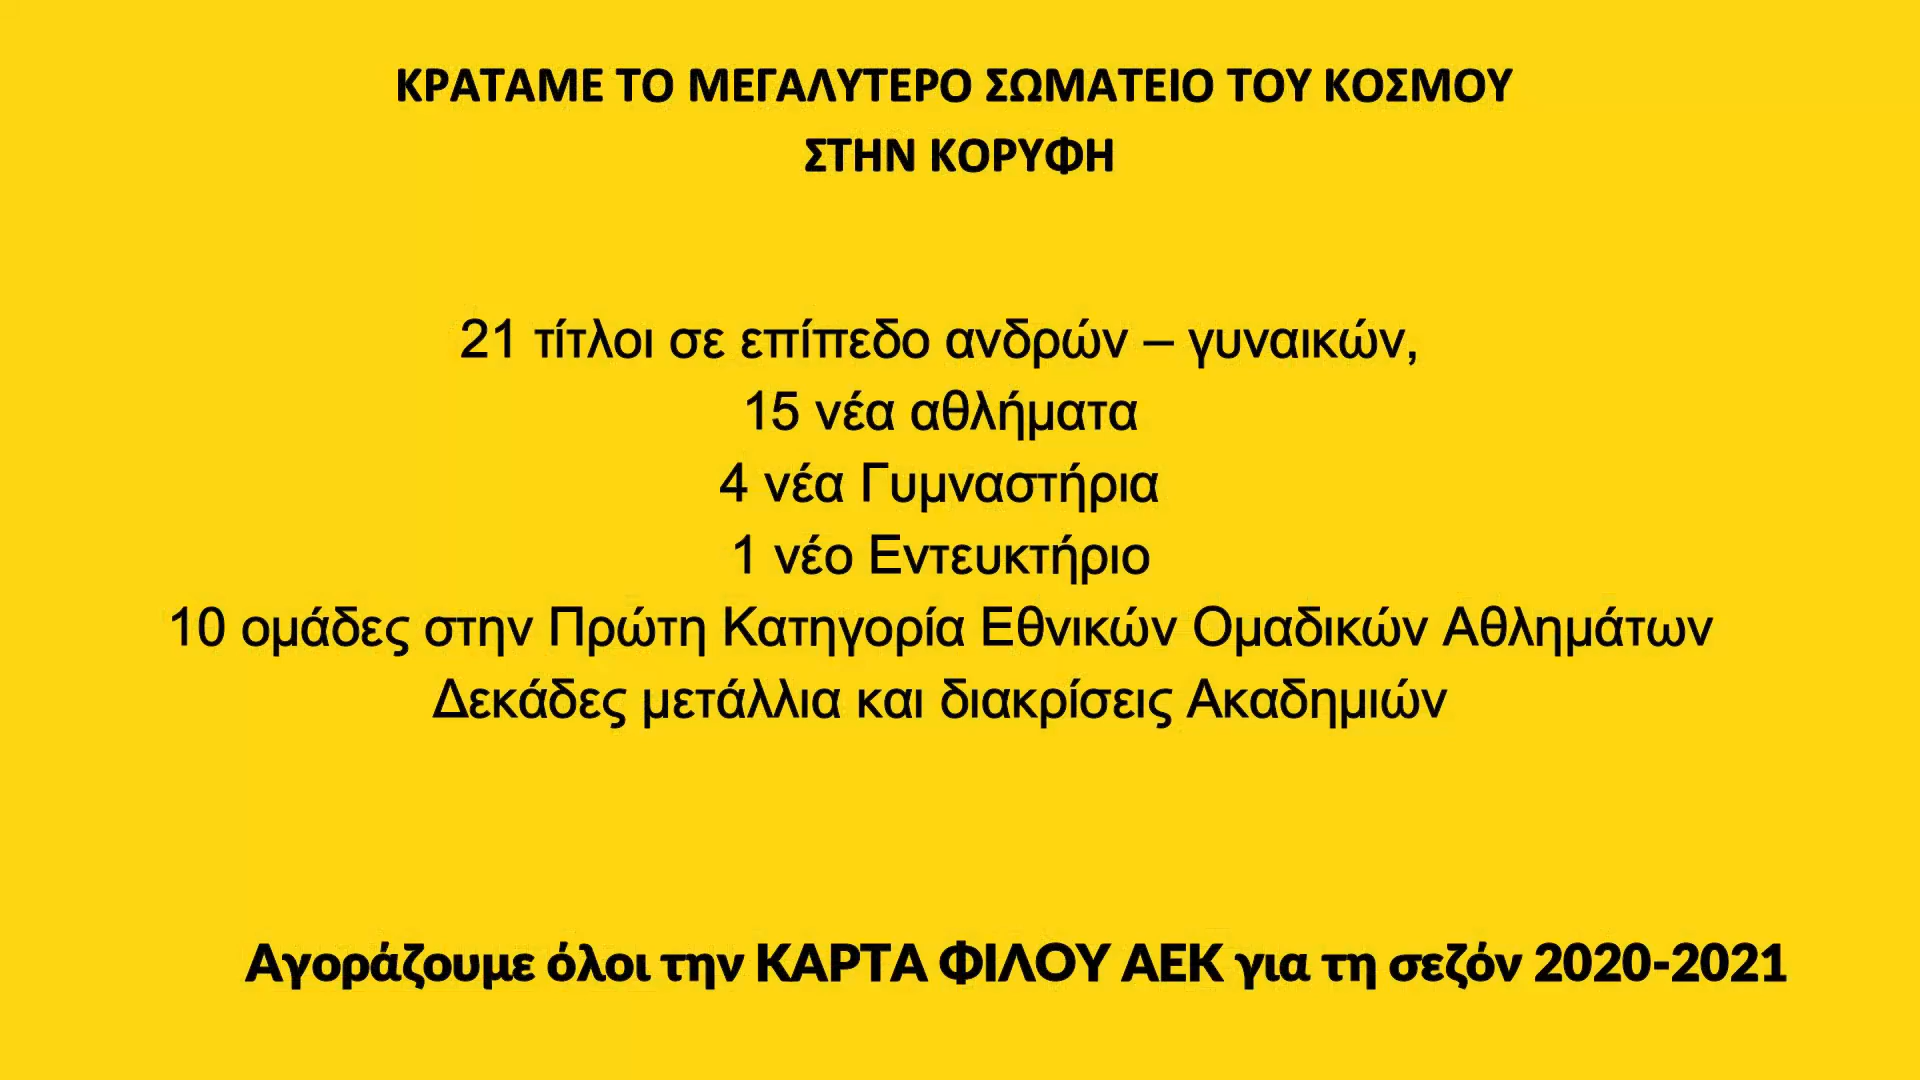 ΚΡΑΤΑΜΕ ΤΟ ΜΕΓΑΛΥΤΕΡΟ ΣΩΜΑΤΕΙΟ ΤΟΥ ΚΟΣΜΟΥ
ΣΤΗΝ ΚΟΡΥΦΗ
21 τίτλοι σε επίπεδο ανδρών – γυναικών,
15 νέα αθλήματα
4 νέα Γυμναστήρια
1 νέο Εντευκτήριο
10 ομάδες στην Πρώτη Κατηγορία Εθνικών Ομαδικών Αθλημάτων
Δεκάδες μετάλλια και διακρίσεις Ακαδημιών
Αγοράζουμε όλοι την ΚΑΡΤΑ ΦΙΛΟΥ ΑΕΚ για τη σεζόν 2020-2021